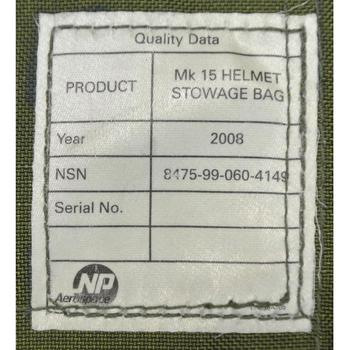 Quality Data
PRODUCT
Mk 15 HELMET
STOWAGE BAG
Year 2008
NSN 8475-99-060-4149
Serial No.
NP
Aerospace